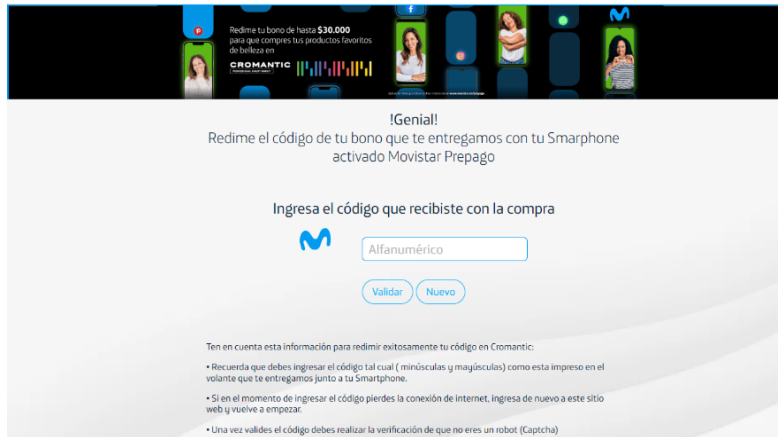 Redime tu bono de hasta $30.000
para que compres tus productos favoritos
de belleza en
CROMANTIC
!Genial!
Redime el código de tu bono que te entregamos con tu Smarphone
activado Movistar Prepago
Ingresa el código que recibiste con la compra
Alfanumérico
Validar Nuevo
Ten en cuenta esta información para redimir exitosamente tu código en Cromantic:
• Recuerda que debes ingresar el código tal cual ( minúsculas y mayúsculas) como esta impreso en el
volante que te entregamos junto a tu Smartphone.
• Si en el momento de ingresar el código pierdes la conexión de internet, ingresa de nuevo a este sitio
web y vuelve a empezar.
• Una vez valides el código debes realizar la verificación de que no eres un robot (Captcha)